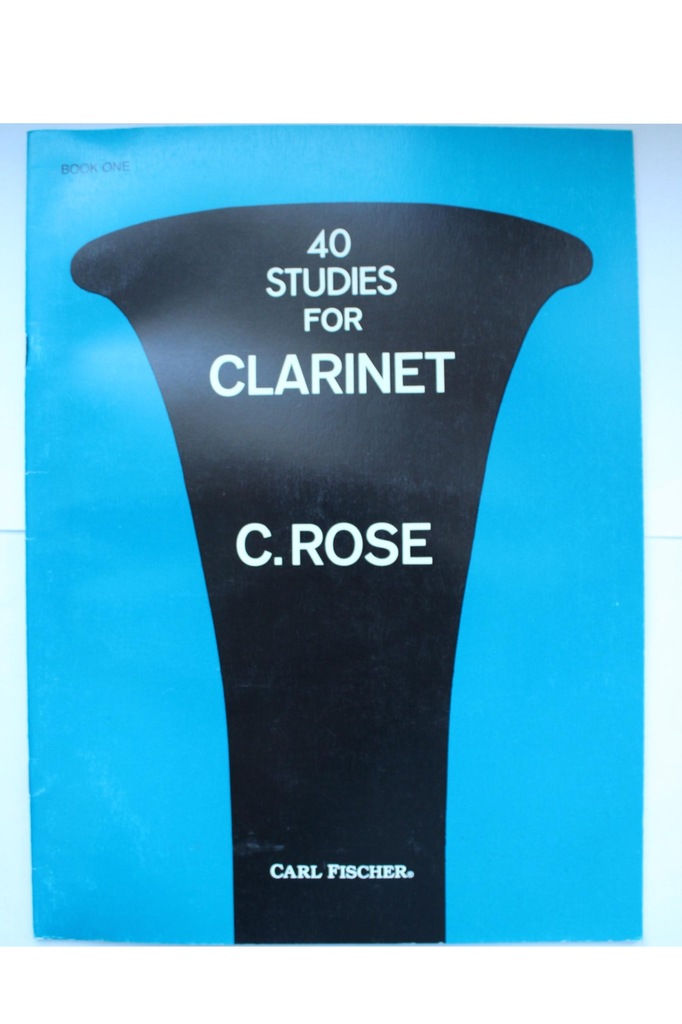 BOOK ONE
40
STUDIES
FOR
CLARINET
C. ROSE
CARL FISCHER®